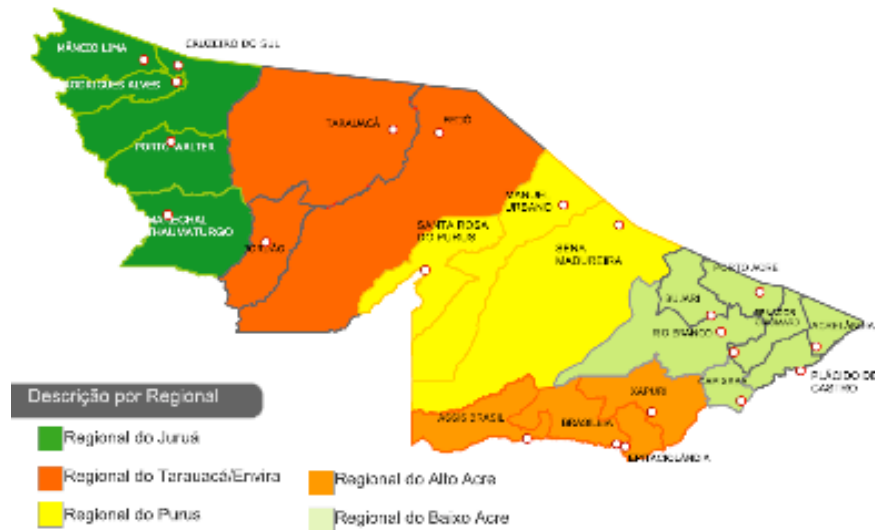 MÂNCIO LIMA
CRUZEIRO DO SUL
RODRIGUES ALVES
PORTO WALTER
MARECHAL
THAUMATURGO
TARAUACÁ
FEIJÓ
JORDÃO
SANTA ROSA
DO PURUS
MANUEL
URBANO
SENA
MADUREIRA
PORTO ACRE
BUJARI
ACRELÂNDIA
RIO BRANCO
CAPIXABA
PLÁCIDO DE
CASTRO
XAPURI
ASSIS BRASIL
BRASILÉIA
EPITACIOLÂNDIA
Descrição por Regional
Regional do Juruá
Regional do Tarauacá/Envira
Regional do Purus
Regional do Alto Acre
Regional do Baixo Acre